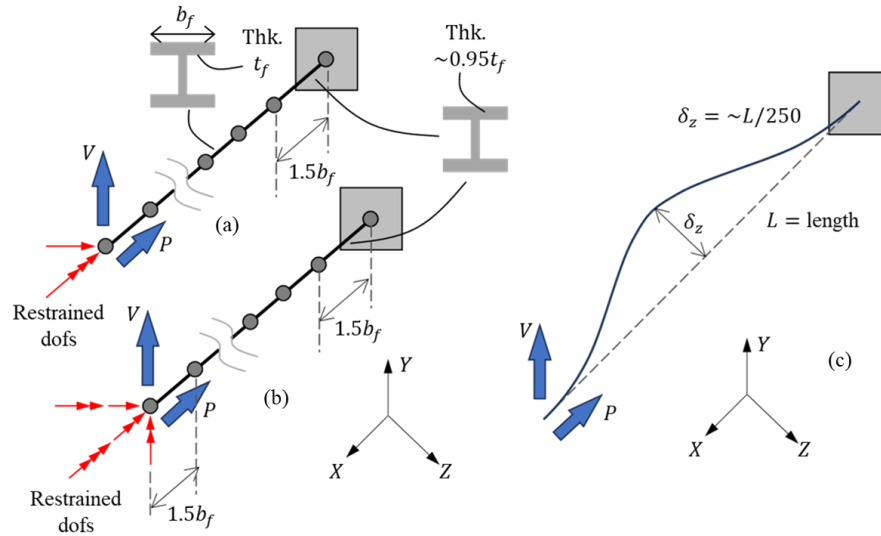 b_f
Thk.
t_f
Thk.
~0.95t_f
V
1.5b_f
(a)
P
Restrained
dofs
V
1.5b_f
P
(b)
Restrained
dofs
1.5b_f
Y
X
Z
δ_z = ~L/250
δ_z
L = length
V
P
(c)
Y
X
Z